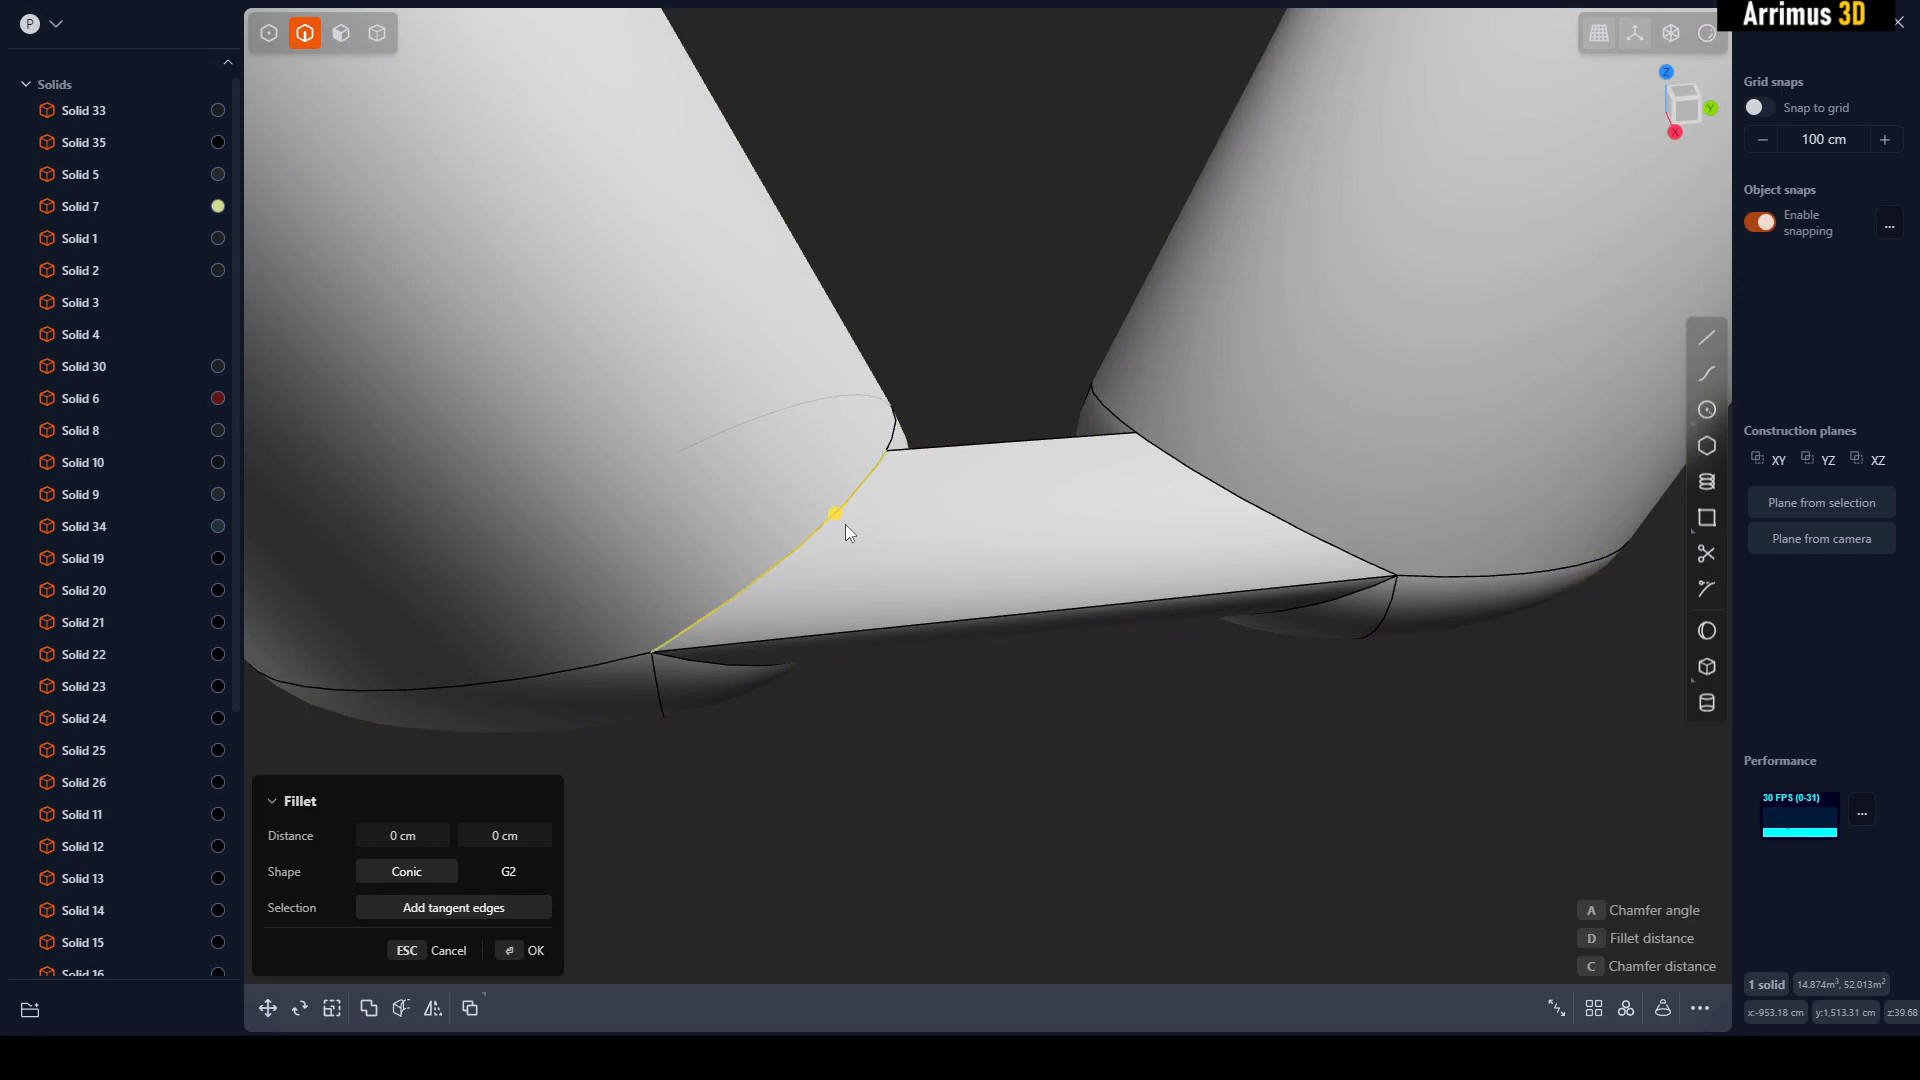 P
Arrimus 3D
Solids
Solid 33
Solid 35
Solid 5
Solid 7
Solid 1
Solid 2
Solid 3
Solid 4
Solid 30
Solid 6
Solid 8
Solid 10
Solid 9
Solid 34
Solid 19
Solid 20
Solid 21
Solid 22
Solid 23
Solid 24
Solid 25
Solid 26
Solid 11
Solid 12
Solid 13
Solid 14
Solid 15
Solid 16
Z
Y
X
Fillet
Distance 0 cm 0 cm
Shape Conic G2
Selection Add tangent edges
ESC Cancel OK
A Chamfer angle
D Fillet distance
C Chamfer distance
Grid snaps
Snap to grid
100 cm
Object snaps
Enable
snapping
...
Construction planes
XY YZ XZ
Plane from selection
Plane from camera
Performance
30 FPS (0-31)
...
1 solid 14.874m³, 52.013m²
x:-953.18 cm y:1,513.31 cm z:39.68